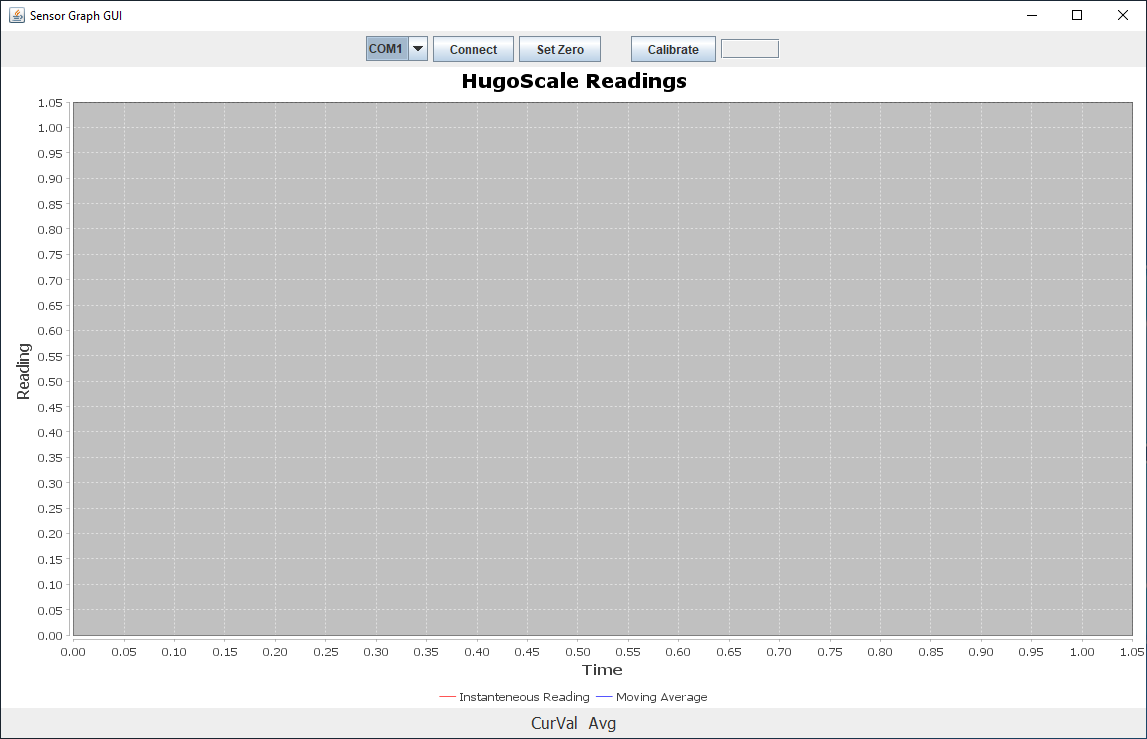 Sensor Graph GUI
COM1 Connect Set Zero Calibrate
HugoScale Readings
1.05
1.00
0.95
0.90
0.85
0.80
0.75
0.70
0.65
0.60
0.55
0.50
0.45
0.40
0.35
0.30
0.25
0.20
0.15
0.10
0.05
0.00
Reading
0.00 0.05 0.10 0.15 0.20 0.25 0.30 0.35 0.40 0.45 0.50 0.55 0.60 0.65 0.70 0.75 0.80 0.85 0.90 0.95 1.00 1.05
Time
Instanteneous Reading Moving Average
CurVal Avg